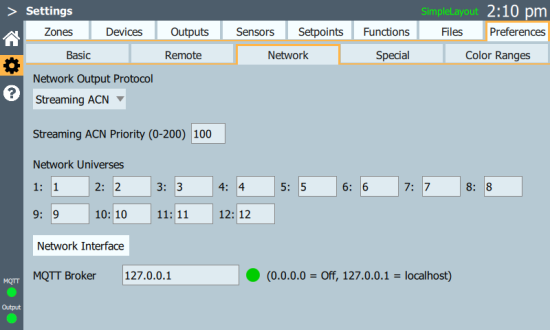 > Settings SimpleLayout 2:10 pm
Zones Devices Outputs Sensors Setpoints Functions Files Preferences
Basic Remote Network Special Color Ranges
Network Output Protocol
Streaming ACN
Streaming ACN Priority (0-200) 100
Network Universes
1: 1 2: 2 3: 3 4: 4 5: 5 6: 6 7: 7 8: 8
9: 9 10: 10 11: 11 12: 12
Network Interface
MQTT Broker 127.0.0.1 (0.0.0.0 = Off, 127.0.0.1 = localhost)
MQTT
Output